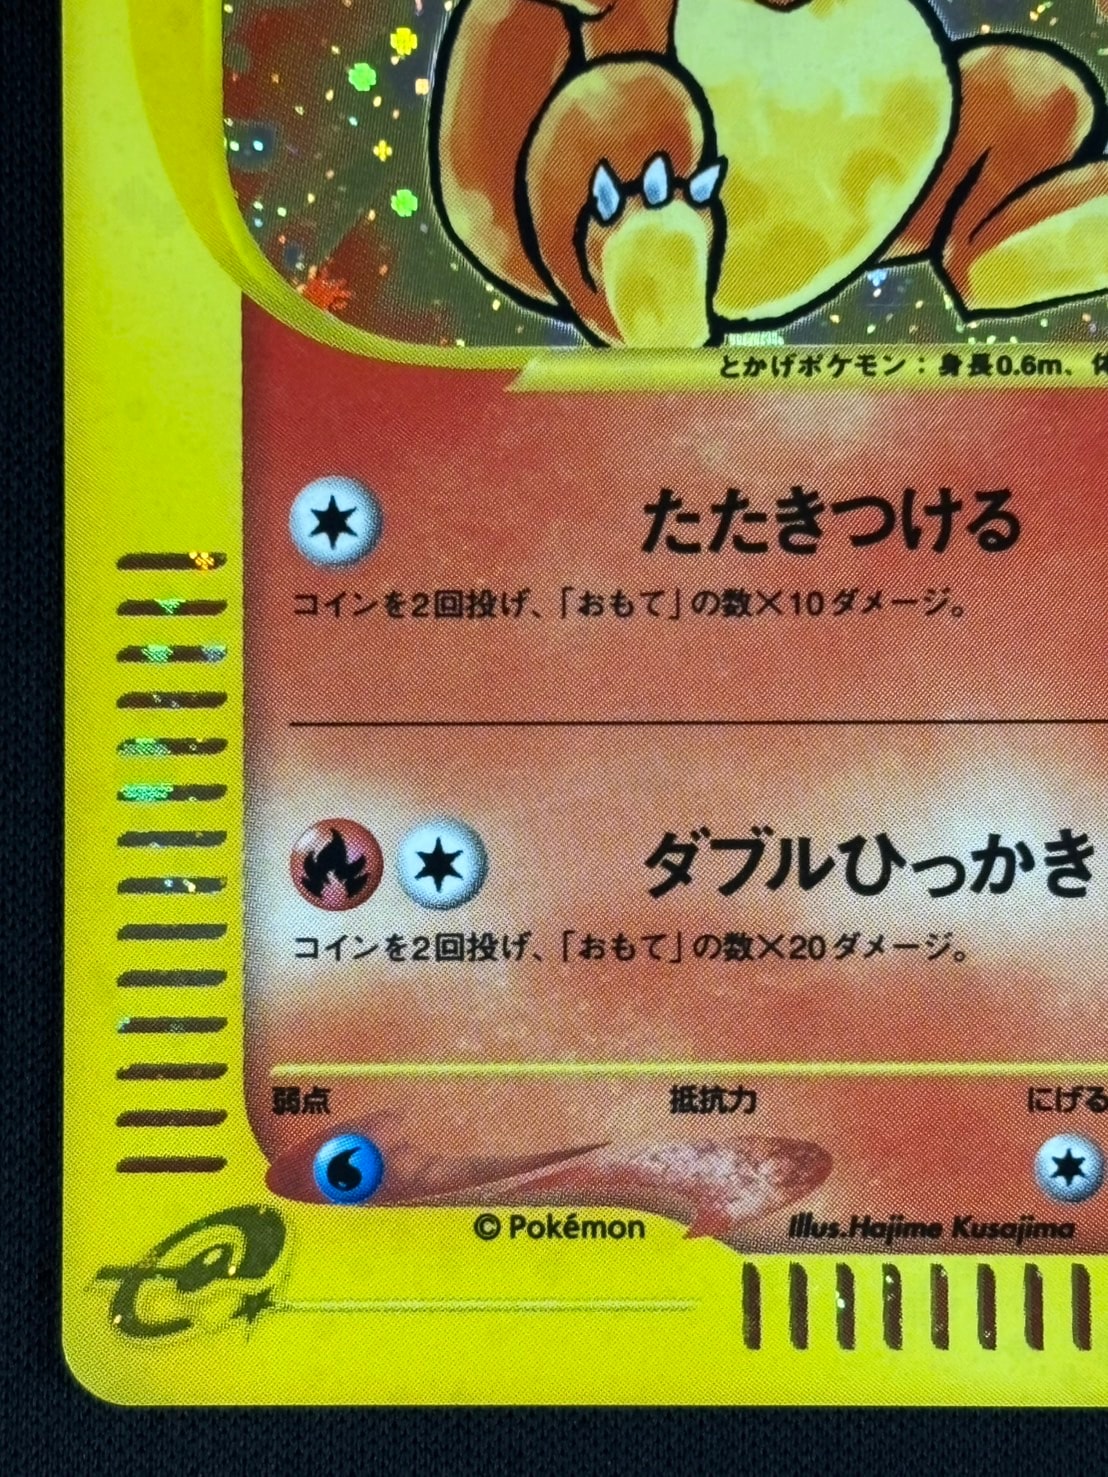 とかげポケモン：身長0.6m、体
たたきつける
コインを2回投げ、「おもて」の数×10ダメージ。
ダブルひっかき
コインを2回投げ、「おもて」の数×20ダメージ。
弱点 抵抗力 にげる
© Pokémon Illus.Hajime Kusajima